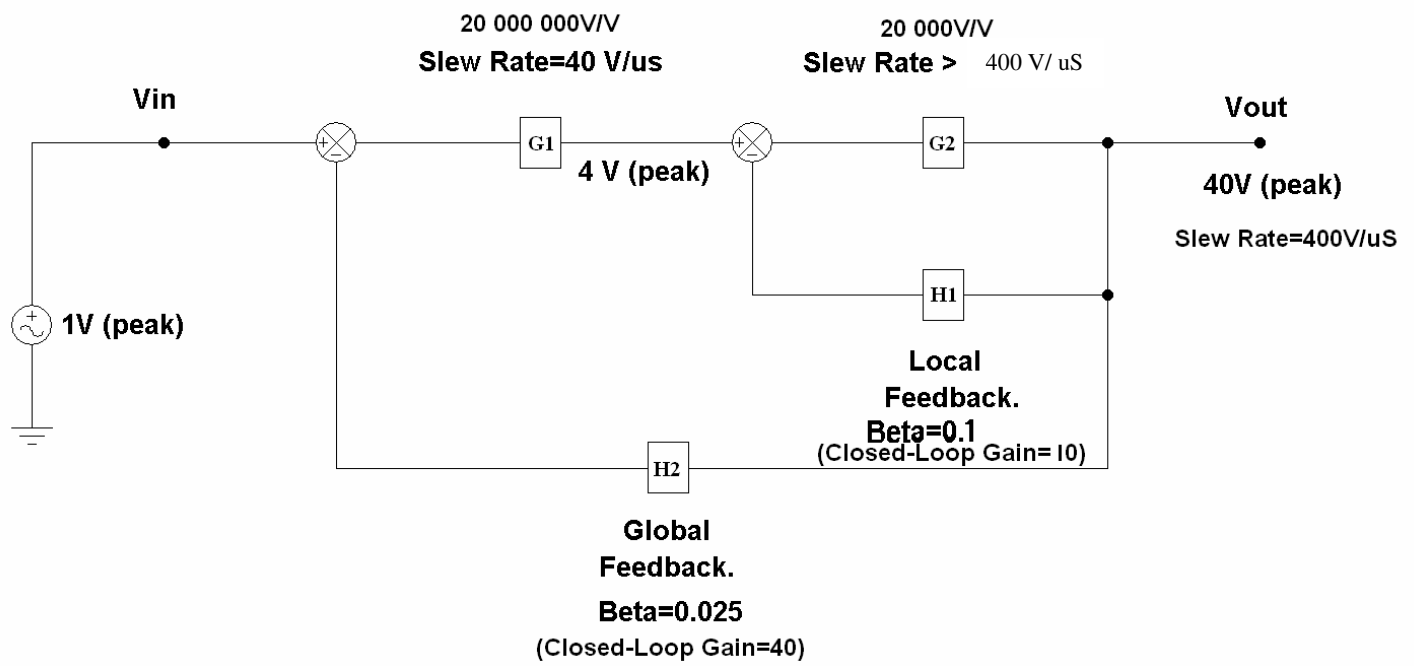 20 000 000V/V
Slew Rate=40 V/us
20 000V/V
Slew Rate > 400 V/ uS
Vin
Vout
+
−
G1
+
−
G2
4 V (peak)
40V (peak)
Slew Rate=400V/uS
H1
+
1V (peak)
Local
Feedback.
Beta=0.1
(Closed-Loop Gain= I0)
H2
Global
Feedback.
Beta=0.025
(Closed-Loop Gain=40)